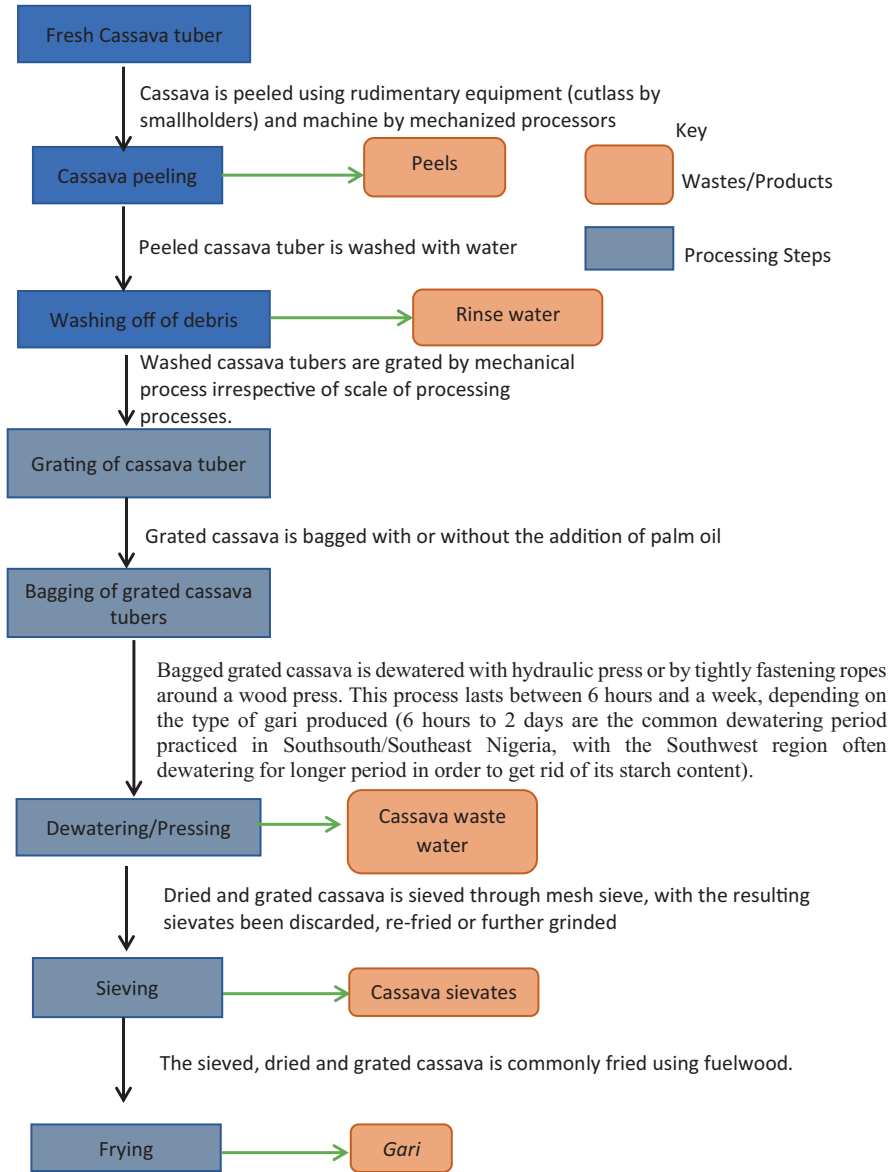 Fresh Cassava tuber
Cassava is peeled using rudimentary equipment (cutlass by
smallholders) and machine by mechanized processors
Key
Cassava peeling
Peels
Wastes/Products
Peeled cassava tuber is washed with water
Processing Steps
Washing off of debris
Rinse water
Washed cassava tubers are grated by mechanical
process irrespective of scale of processing
processes.
Grating of cassava tuber
Grated cassava is bagged with or without the addition of palm oil
Bagging of grated cassava
tubers
Bagged grated cassava is dewatered with hydraulic press or by tightly fastening ropes
around a wood press. This process lasts between 6 hours and a week, depending on
the type of gari produced (6 hours to 2 days are the common dewatering period
practiced in Southsouth/Southeast Nigeria, with the Southwest region often
dewatering for longer period in order to get rid of its starch content).
Dewatering/Pressing
Cassava waste
water
Dried and grated cassava is sieved through mesh sieve, with the resulting
sievates been discarded, re-fried or further grinded
Sieving
Cassava sievates
The sieved, dried and grated cassava is commonly fried using fuelwood.
Frying
Gari